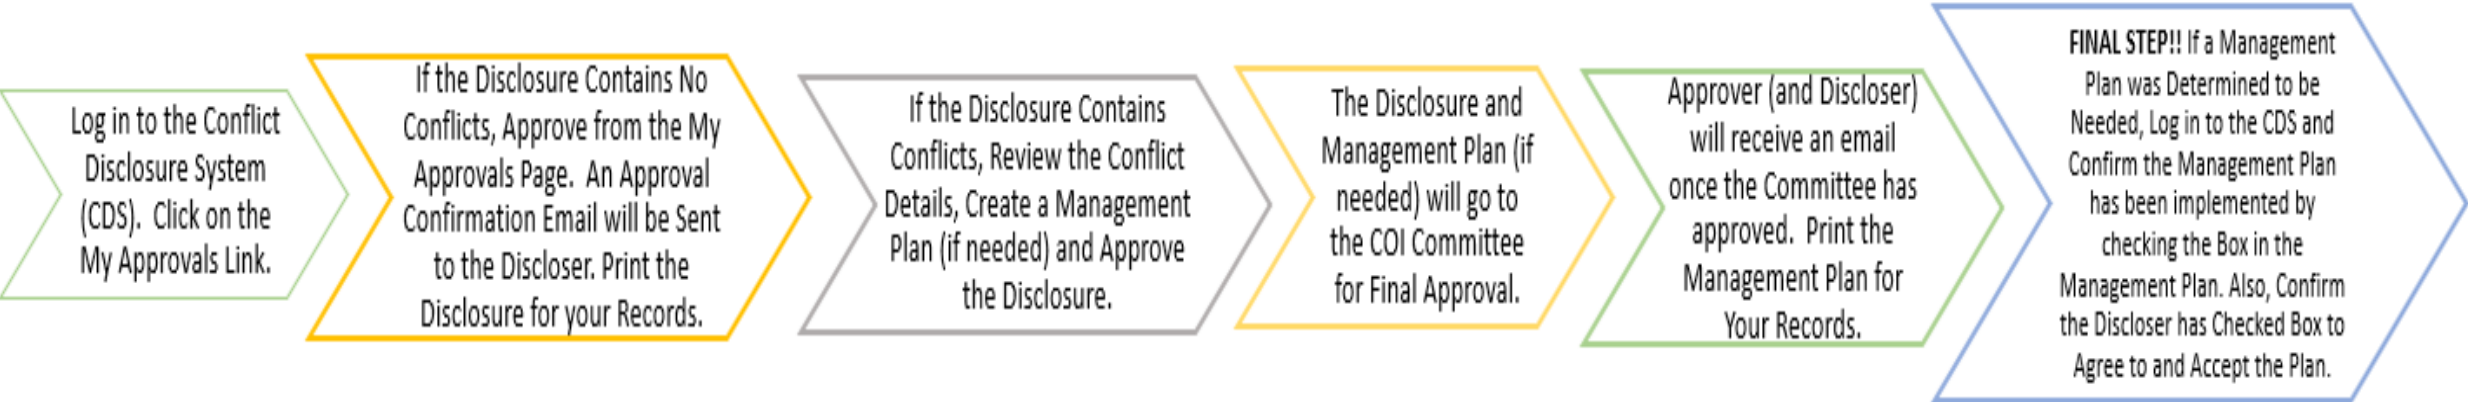 Log in to the Conflict
Disclosure System
(CDS).  Click on the
My Approvals Link.
If the Disclosure Contains No
Conflicts, Approve from the My
Approvals Page.  An Approval
Confirmation Email will be Sent
to the Discloser. Print the
Disclosure for your Records.
If the Disclosure Contains
Conflicts, Review the Conflict
Details, Create a Management
Plan (if needed) and Approve
the Disclosure.
The Disclosure and
Management Plan (if
needed) will go to
the COI Committee
for Final Approval.
Approver (and Discloser)
will receive an email
once the Committee has
approved.  Print the
Management Plan for
Your Records.
FINAL STEP!! If a Management
Plan was Determined to be
Needed, Log in to the CDS and
Confirm the Management Plan
has been implemented by
checking the Box in the
Management Plan. Also, Confirm
the Discloser has Checked Box to
Agree to and Accept the Plan.